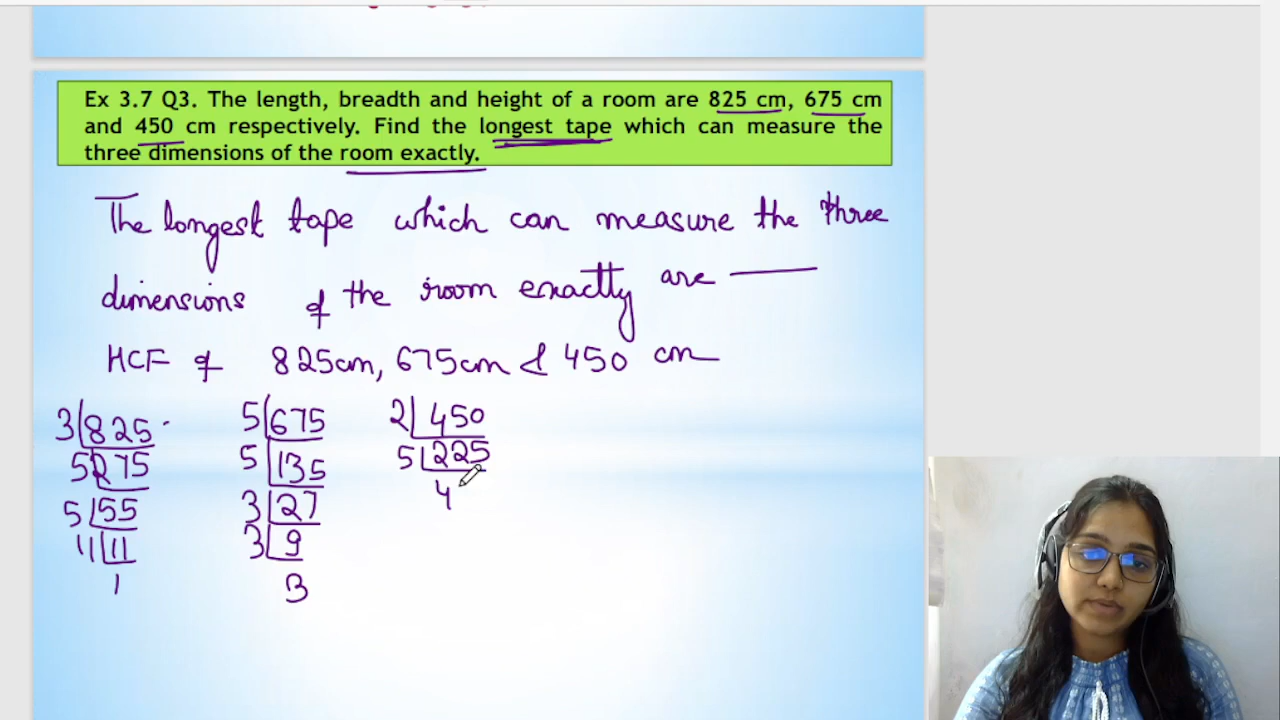 Ex 3.7 Q3. The length, breadth and height of a room are 825 cm, 675 cm
and 450 cm respectively. Find the longest tape which can measure the
three dimensions of the room exactly.
The longest tape which can measure the three
dimensions of the room exactly are
HCF of 825cm, 675cm & 450 cm
3 825 5 675 2 450
5 275 5 135 5 225
5 55 3 27 4
11 11 3 9
1 3